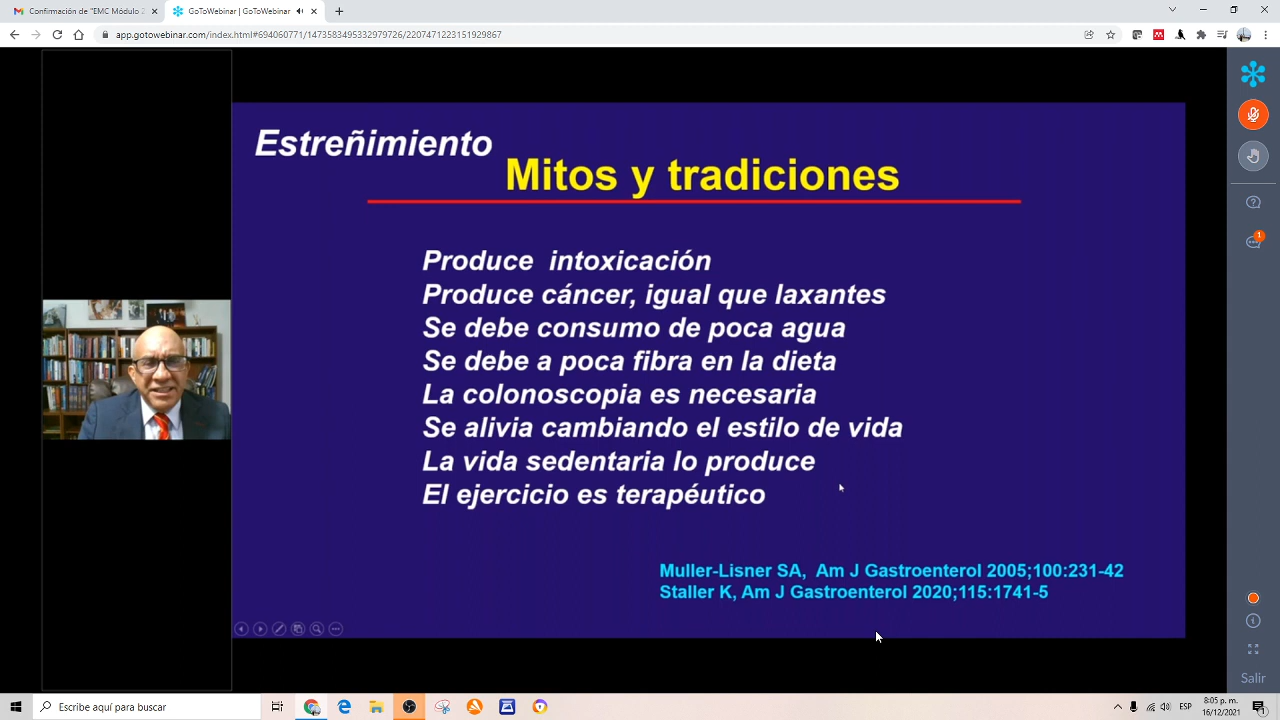 Confirmación de "EMC Módulo
GoToWebinar | GoToWebinar
app.gotowebinar.com/index.html#694060771/1473583495332979726/2207471223151929867
Estreñimiento
Mitos y tradiciones
Produce intoxicación
Produce cáncer, igual que laxantes
Se debe consumo de poca agua
Se debe a poca fibra en la dieta
La colonoscopia es necesaria
Se alivia cambiando el estilo de vida
La vida sedentaria lo produce
El ejercicio es terapéutico
Muller-Lisner SA, Am J Gastroenterol 2005;100:231-42
Staller K, Am J Gastroenterol 2020;115:1741-5
1
Salir
Escribe aquí para buscar
ESP
8:05 p. m.
16/12/2021